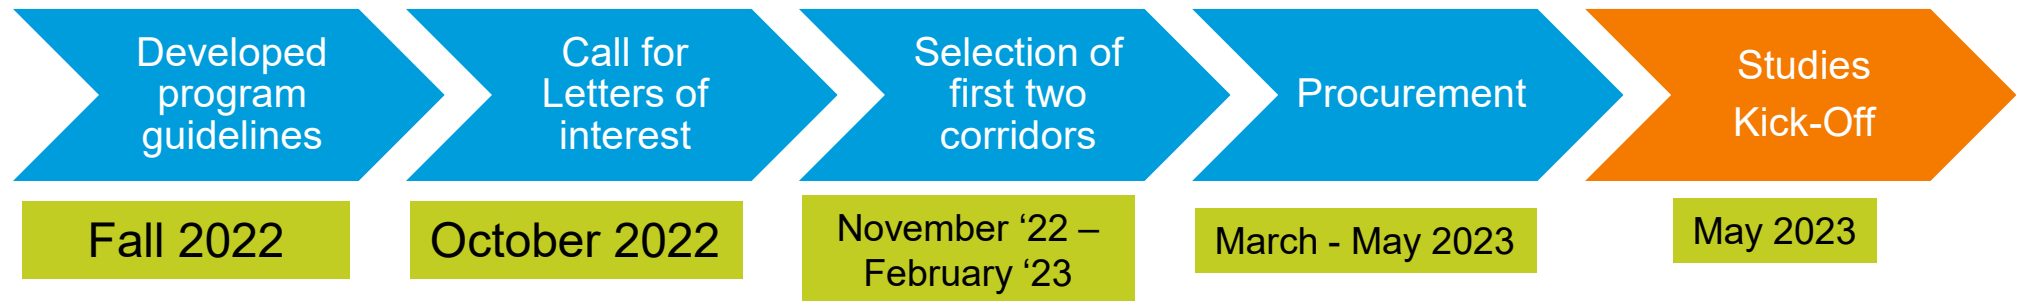 Developed
program
guidelines
Call for
Letters of
interest
Selection of
first two
corridors
Procurement
Studies
Kick-Off
Fall 2022
October 2022
November ‘22 –
February ‘23
March - May 2023
May 2023